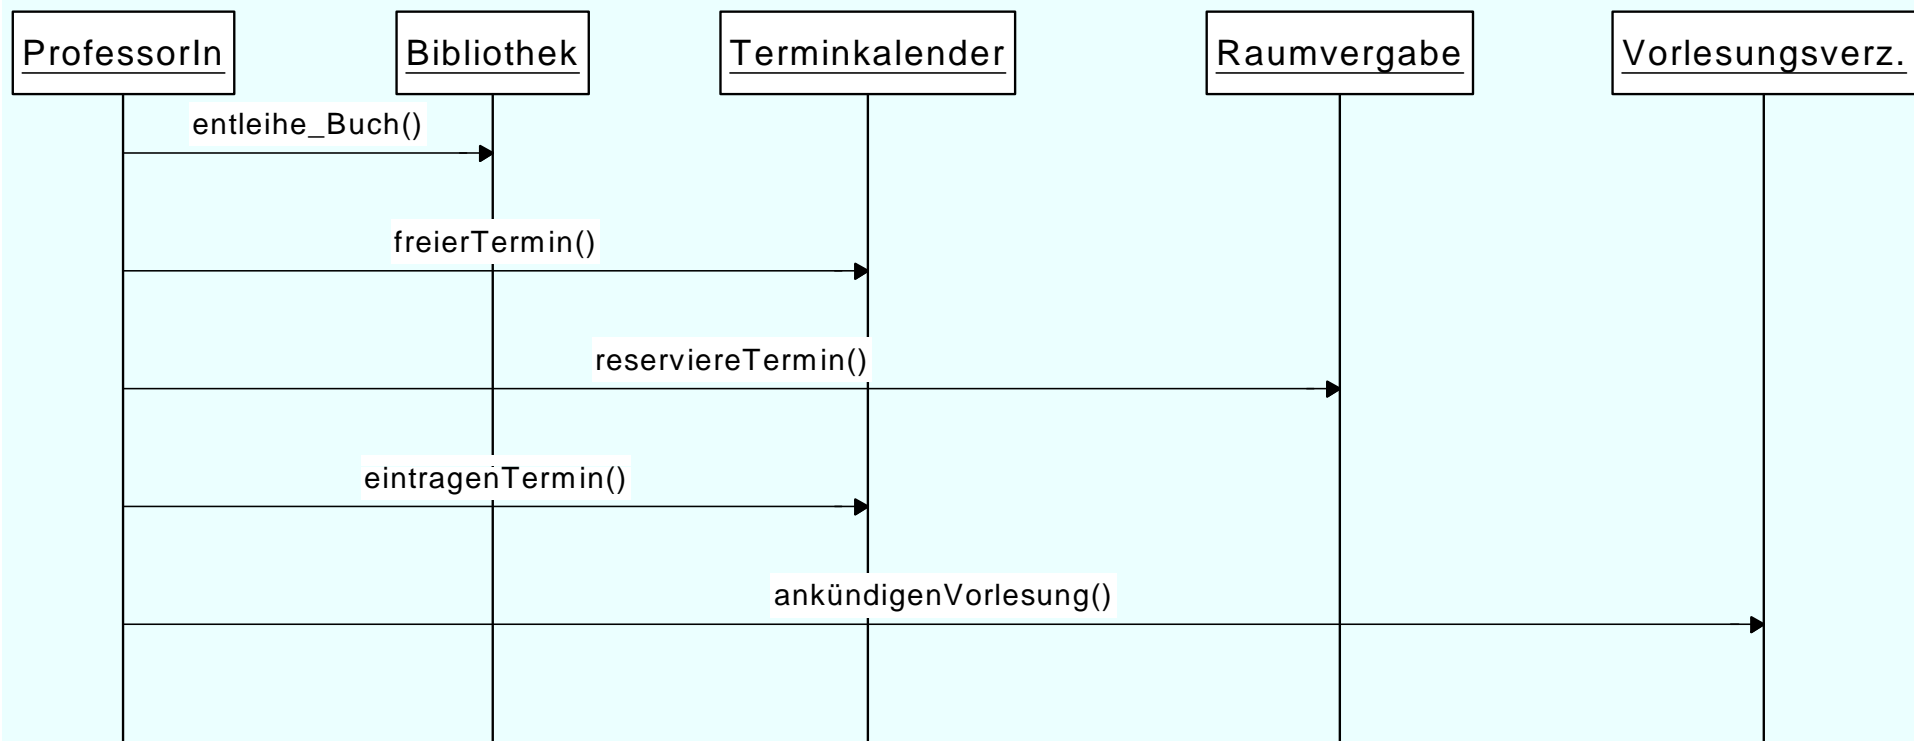 ProfessorIn
Bibliothek
Terminkalender
Raumvergabe
Vorlesungsverz.
entleihe_Buch()
freierTermin()
reserviereTermin()
eintragenTermin()
ankündigenVorlesung()